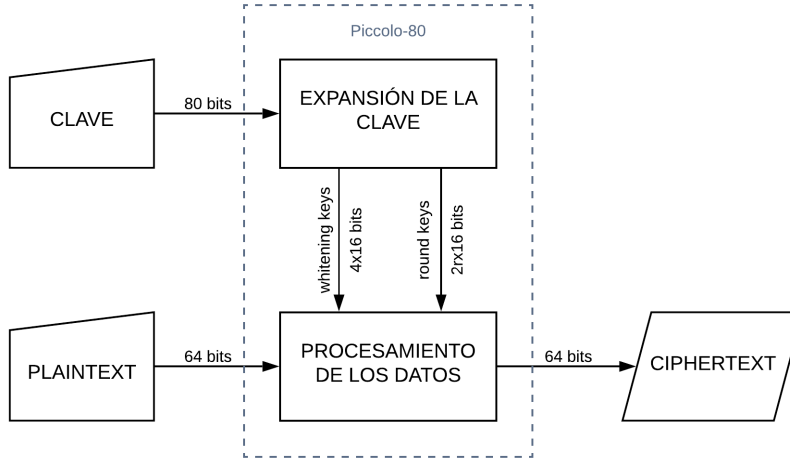 Piccolo-80
CLAVE
80 bits
EXPANSIÓN DE LA
CLAVE
whitening keys
4x16 bits
round keys
2rx16 bits
PLAINTEXT
64 bits
PROCESAMIENTO
DE LOS DATOS
64 bits
CIPHERTEXT